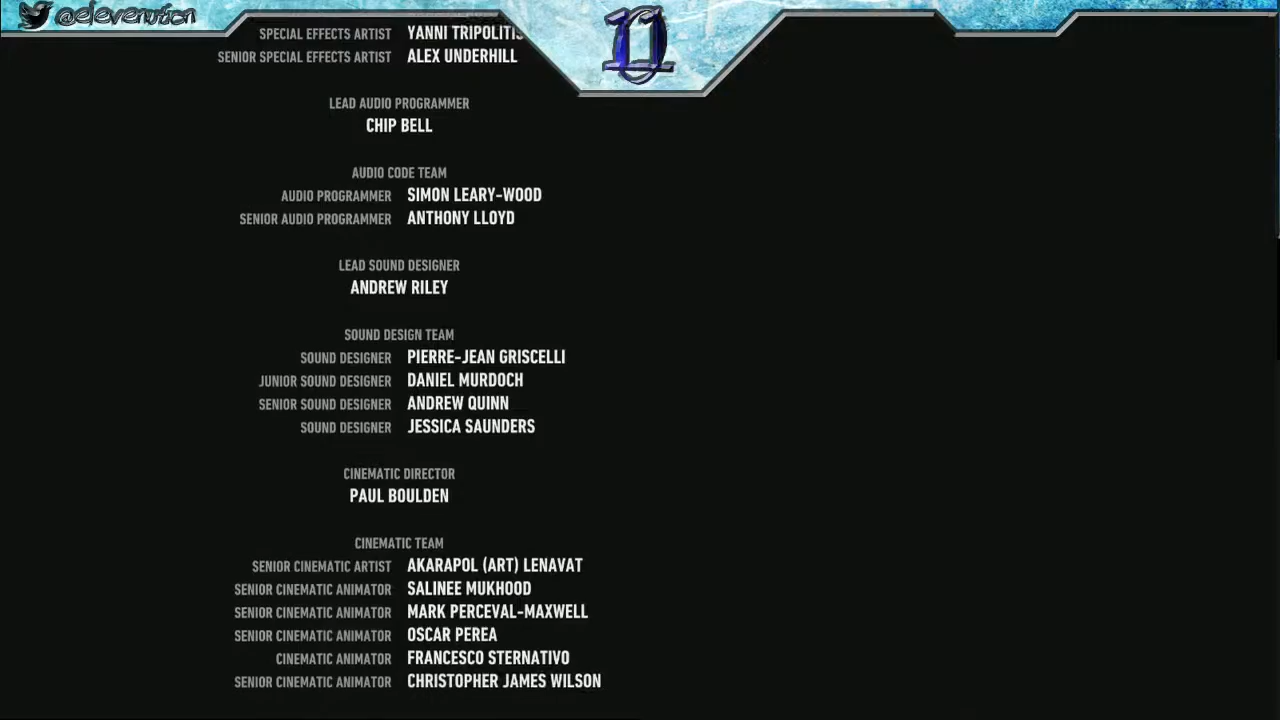 @elevenution
SPECIAL EFFECTS ARTIST YANNI TRIPOLITIS
SENIOR SPECIAL EFFECTS ARTIST ALEX UNDERHILL
LEAD AUDIO PROGRAMMER
CHIP BELL
AUDIO CODE TEAM
AUDIO PROGRAMMER SIMON LEARY-WOOD
SENIOR AUDIO PROGRAMMER ANTHONY LLOYD
LEAD SOUND DESIGNER
ANDREW RILEY
SOUND DESIGN TEAM
SOUND DESIGNER PIERRE-JEAN GRISCELLI
JUNIOR SOUND DESIGNER DANIEL MURDOCH
SENIOR SOUND DESIGNER ANDREW QUINN
SOUND DESIGNER JESSICA SAUNDERS
CINEMATIC DIRECTOR
PAUL BOULDEN
CINEMATIC TEAM
SENIOR CINEMATIC ARTIST AKARAPOL (ART) LENAVAT
SENIOR CINEMATIC ANIMATOR SALINEE MUKHOOD
SENIOR CINEMATIC ANIMATOR MARK PERCEVAL-MAXWELL
SENIOR CINEMATIC ANIMATOR OSCAR PEREA
CINEMATIC ANIMATOR FRANCESCO STERNATIVO
SENIOR CINEMATIC ANIMATOR CHRISTOPHER JAMES WILSON